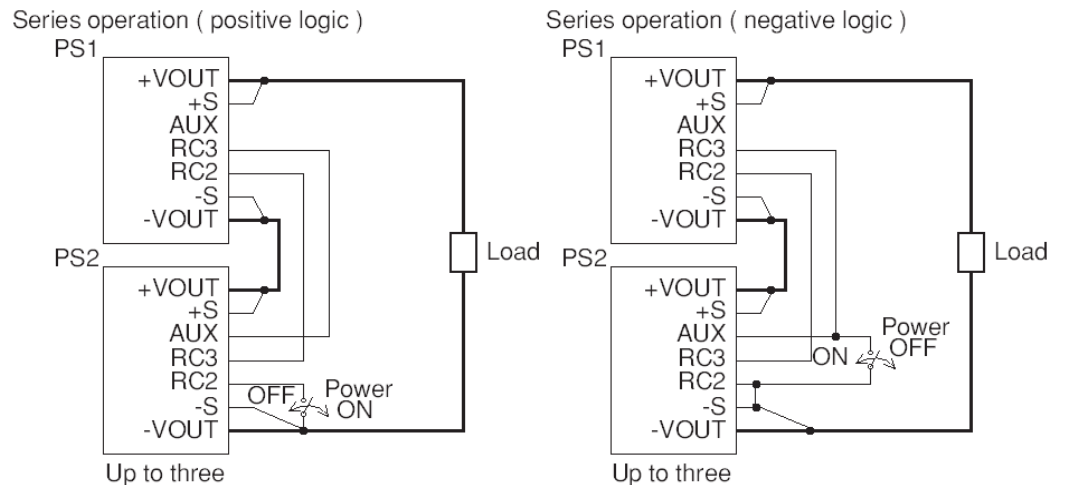 Series operation ( positive logic )
PS1
+VOUT
+S
AUX
RC3
RC2
-S
-VOUT
PS2
+VOUT
+S
AUX
RC3
RC2
-S
-VOUT
OFF
Power
ON
Load
Up to three
Series operation ( negative logic )
PS1
+VOUT
+S
AUX
RC3
RC2
-S
-VOUT
PS2
+VOUT
+S
AUX
RC3
RC2
-S
-VOUT
ON
Power
OFF
Load
Up to three